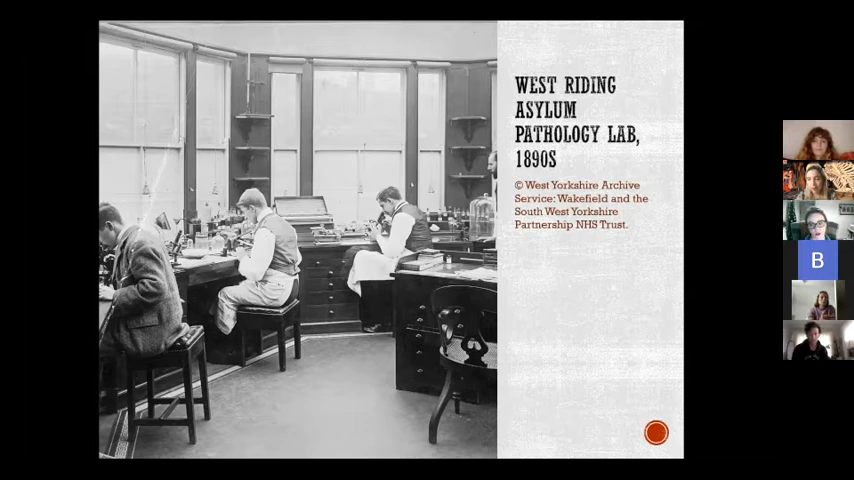 WEST RIDING
ASYLUM
PATHOLOGY LAB,
1890S
© West Yorkshire Archive
Service: Wakefield and the
South West Yorkshire
Partnership NHS Trust.
B